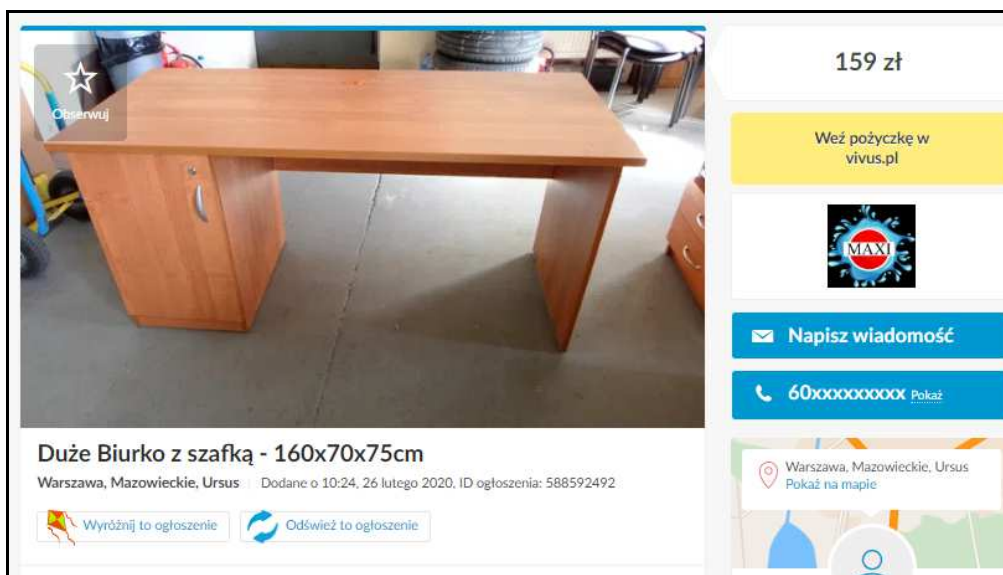 Obserwuj
159 zł
Weź pożyczkę w
vivus.pl
MAXI
Napisz wiadomość
60xxxxxxxxx Pokaż
Duże Biurko z szafką - 160x70x75cm
Warszawa, Mazowieckie, Ursus Dodane o 10:24, 26 lutego 2020, ID ogłoszenia: 588592492
Wyróżnij to ogłoszenie
Odśwież to ogłoszenie
Warszawa, Mazowieckie, Ursus
Pokaż na mapie